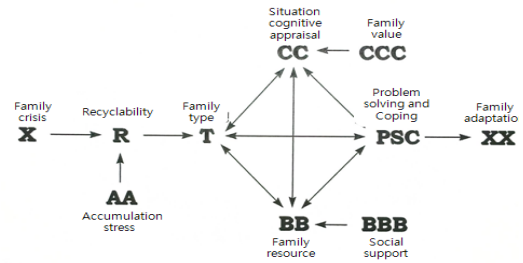 Situation
cognitive
appraisal
CC
Family
value
CCC
Family
crisis
X
Recyclability
R
Family
type
T
Problem
solving and
Coping
PSC
Family
adaptatio
XX
AA
Accumulation
stress
BB
Family
resource
BBB
Social
support